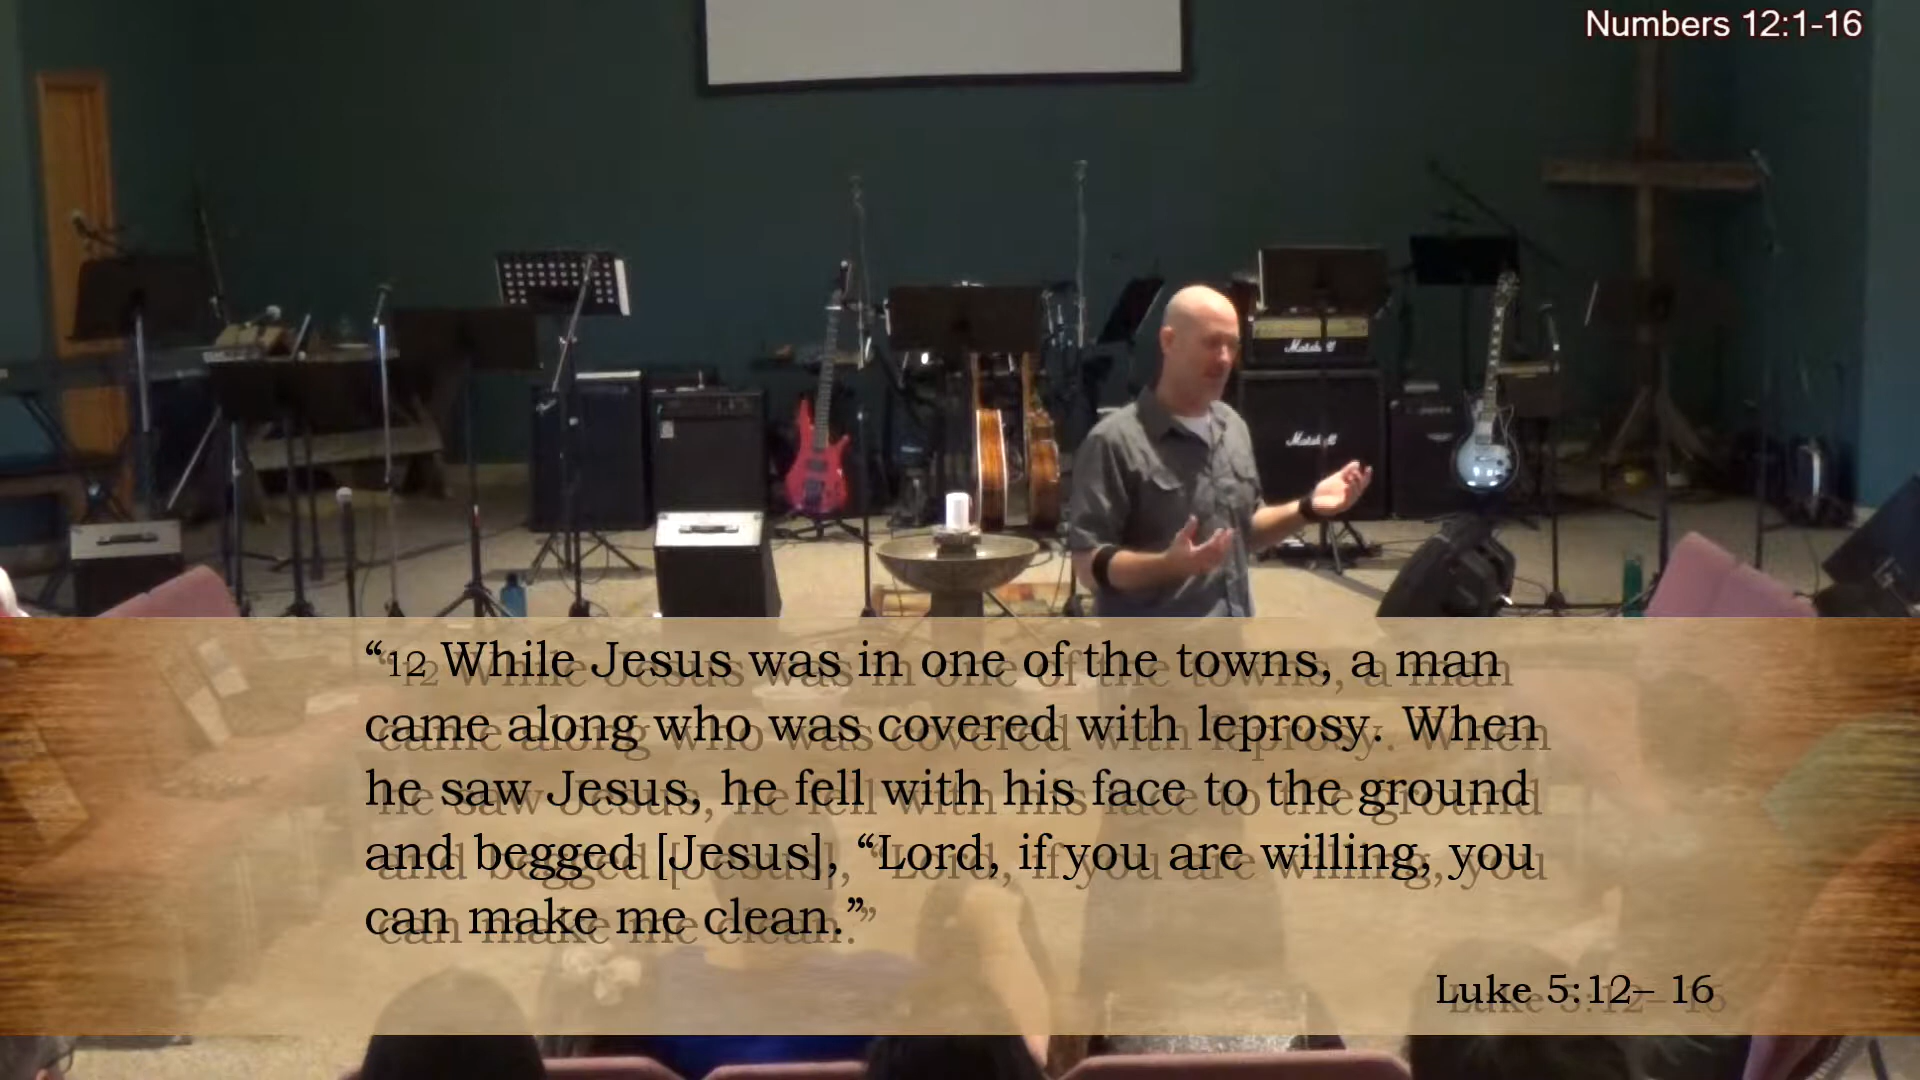 Numbers 12:1-16
Marshall
Marshall
“12 While Jesus was in one of the towns, a man
came along who was covered with leprosy. When
he saw Jesus, he fell with his face to the ground
and begged [Jesus], “Lord, if you are willing, you
can make me clean.”
Luke 5:12– 16